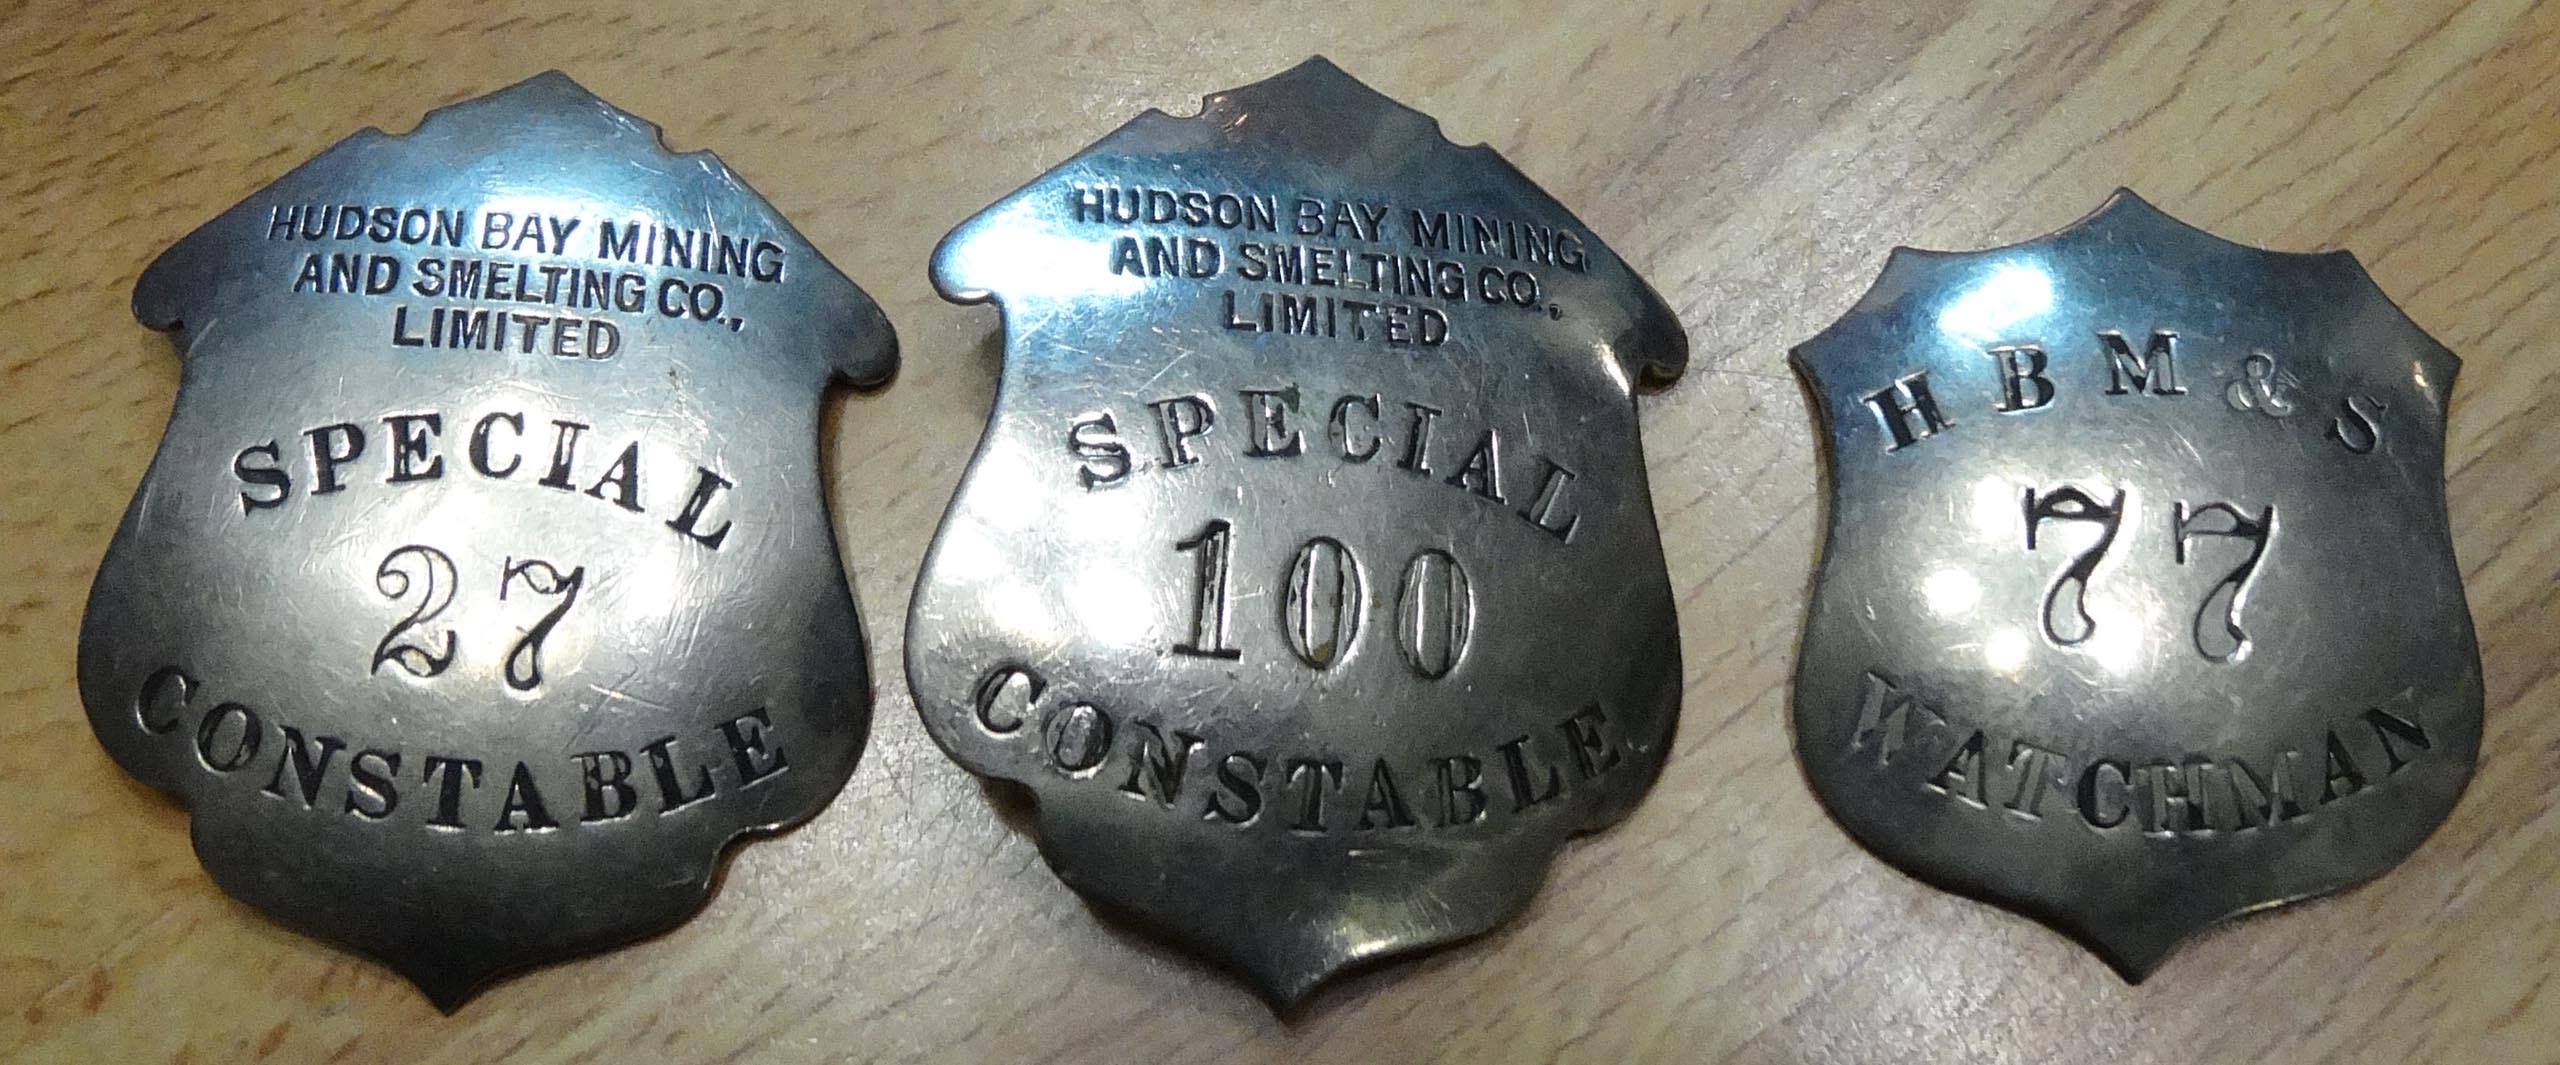 HUDSON BAY MINING
AND SMELTING CO.,
LIMITED
SPECIAL
27
CONSTABLE
HUDSON BAY MINING
AND SMELTING CO.,
LIMITED
SPECIAL
100
CONSTABLE
H B M & S
77
WATCHMAN